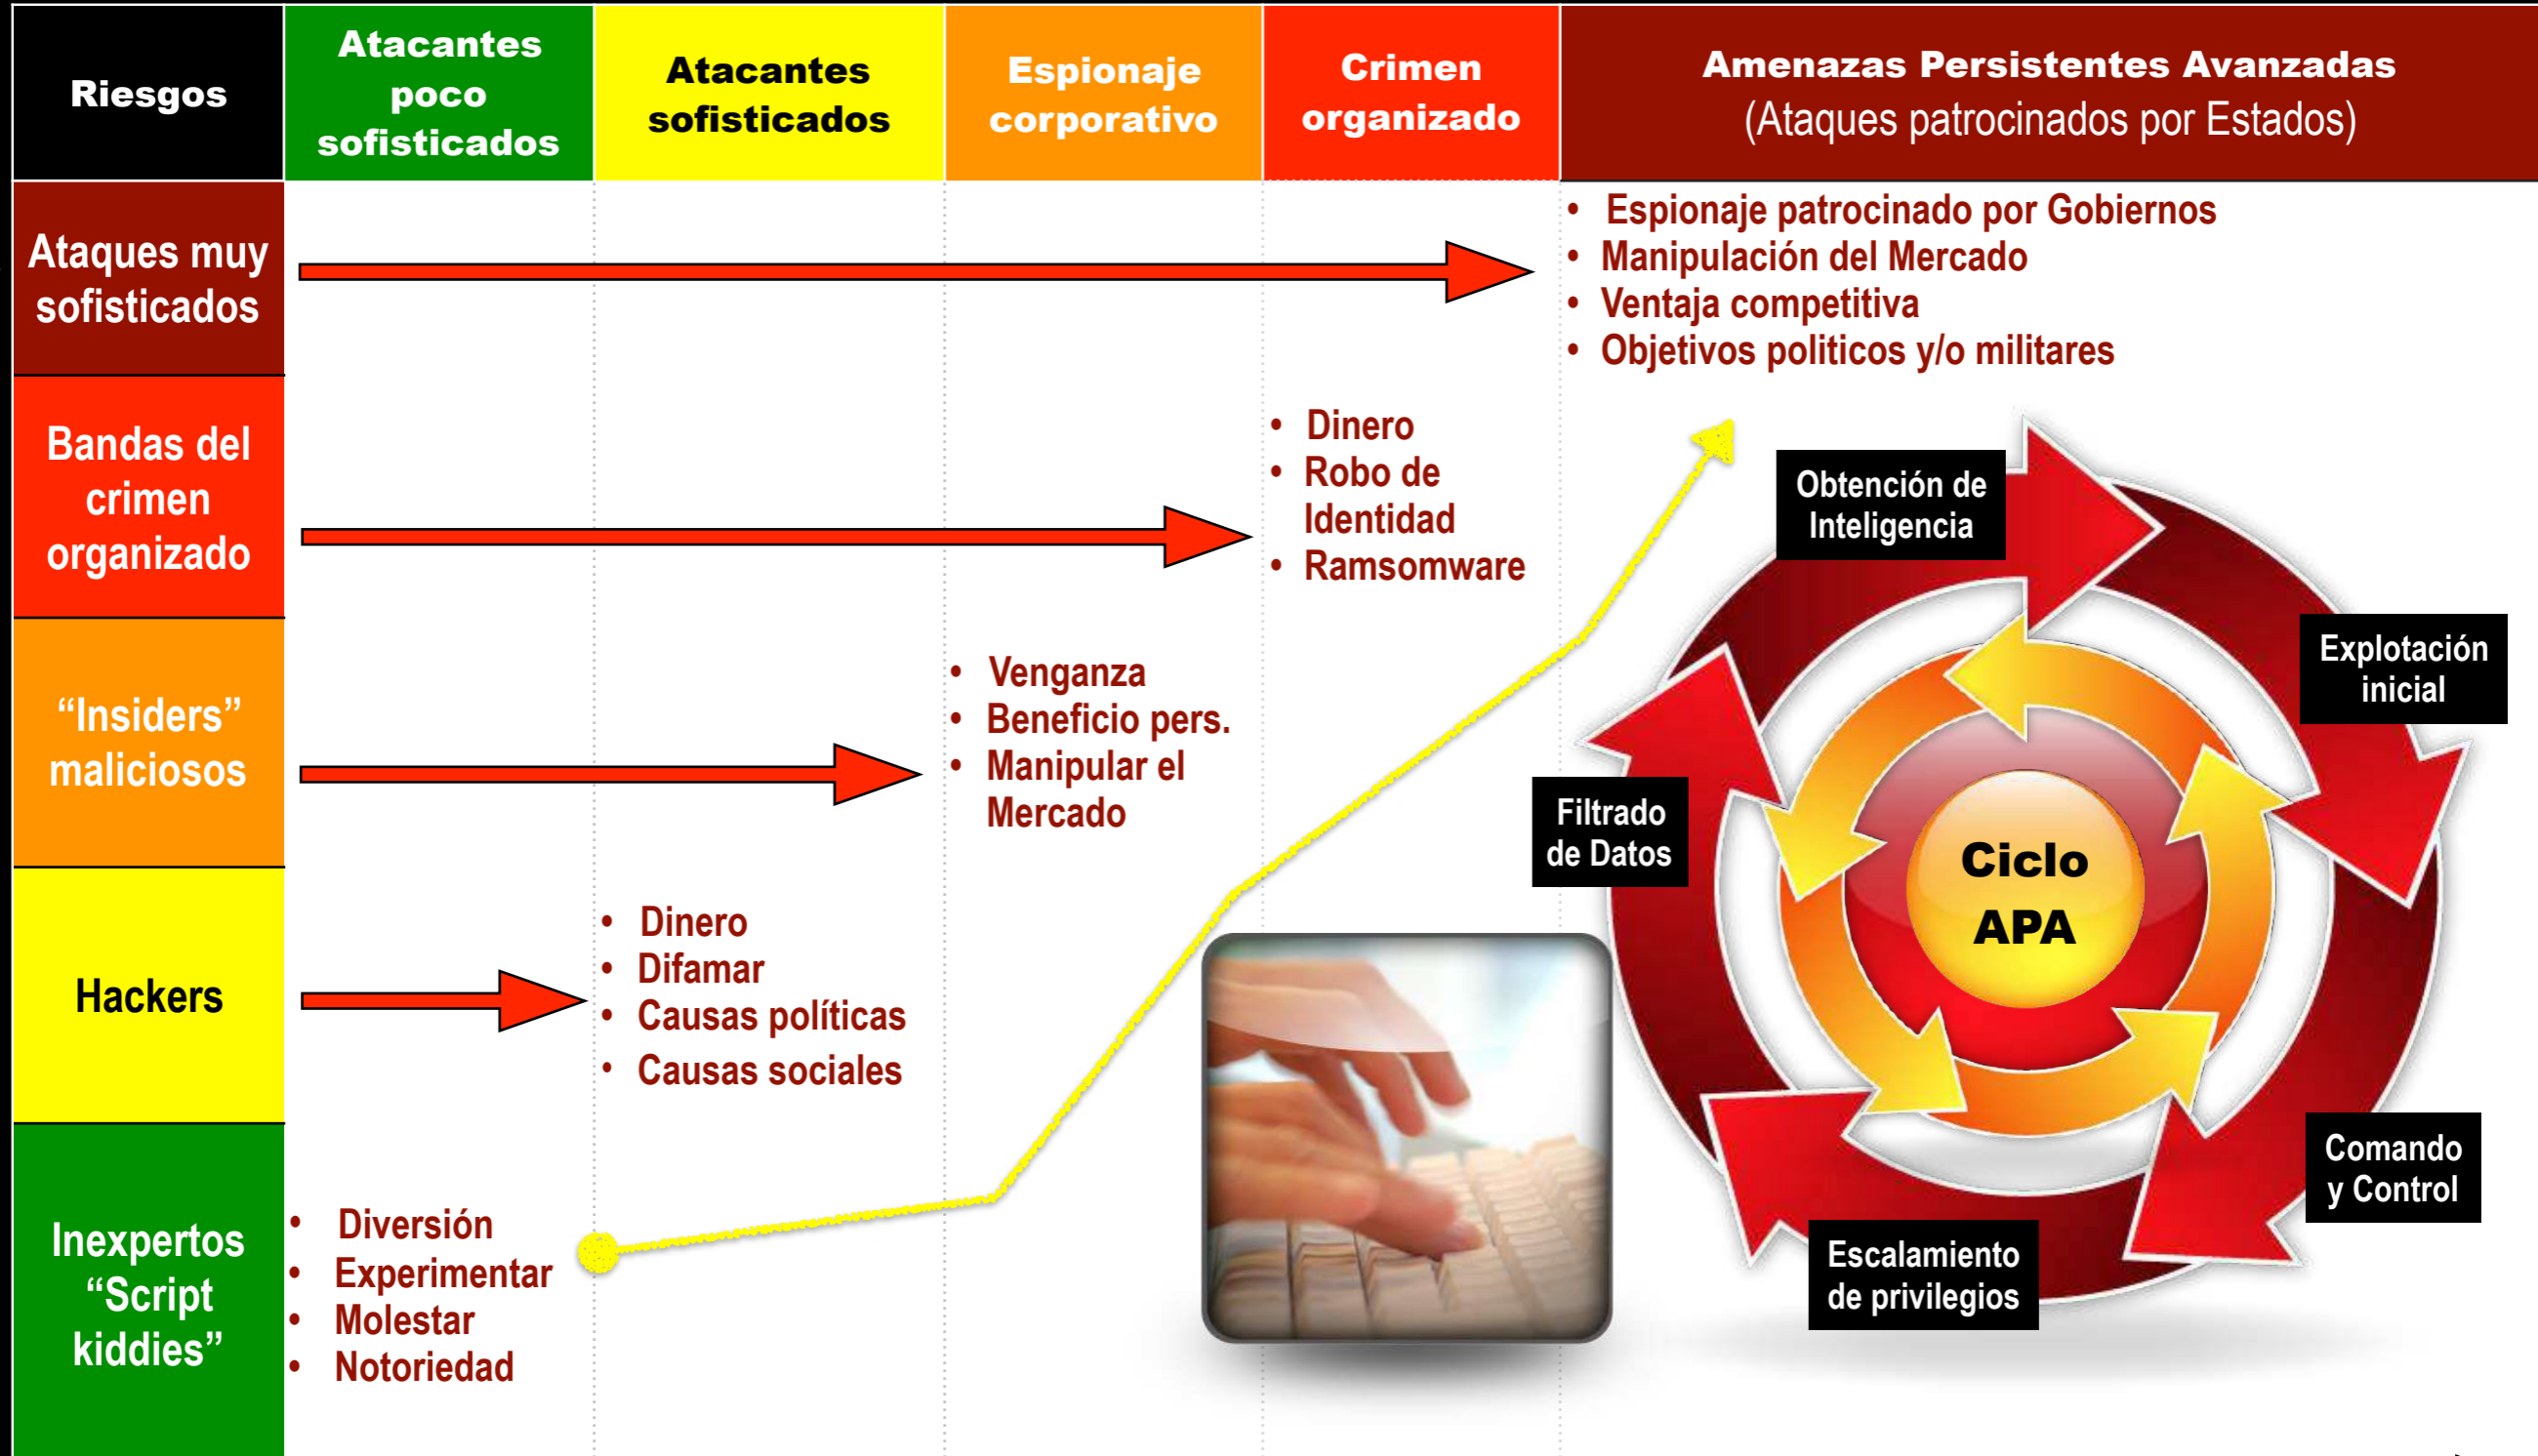 Riesgos
Atacantes
poco
sofisticados
Atacantes
sofisticados
Espionaje
corporativo
Crimen
organizado
Amenazas Persistentes Avanzadas
(Ataques patrocinados por Estados)
Ataques muy
sofisticados
• Espionaje patrocinado por Gobiernos
• Manipulación del Mercado
• Ventaja competitiva
• Objetivos politicos y/o militares
Bandas del
crimen
organizado
• Dinero
• Robo de
Identidad
• Ramsomware
“Insiders”
maliciosos
• Venganza
• Beneficio pers.
• Manipular el
Mercado
Hackers
• Dinero
• Difamar
• Causas políticas
• Causas sociales
Inexpertos
“Script
kiddies”
• Diversión
• Experimentar
• Molestar
• Notoriedad
Obtención de
Inteligencia
Explotación
inicial
Comando
y Control
Escalamiento
de privilegios
Filtrado
de Datos
Ciclo
APA